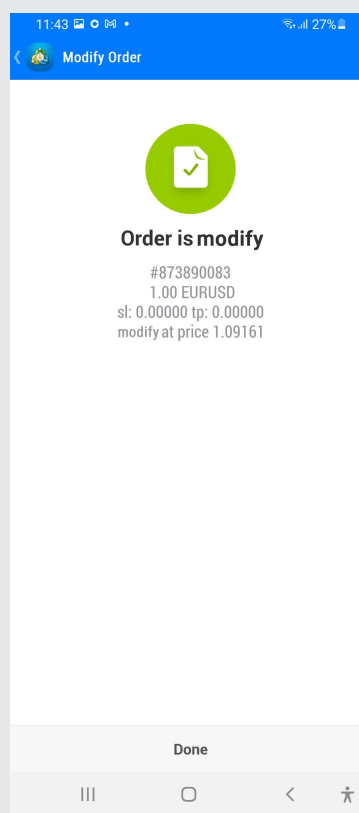 11:43
27%
Modify Order
Order is modify
#873890083
1.00 EURUSD
sl: 0.00000 tp: 0.00000
modify at price 1.09161
Done